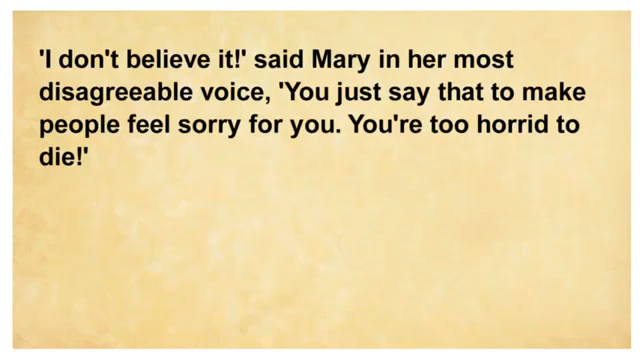 'I don't believe it!' said Mary in her most
disagreeable voice, 'You just say that to make
people feel sorry for you. You're too horrid to
die!'